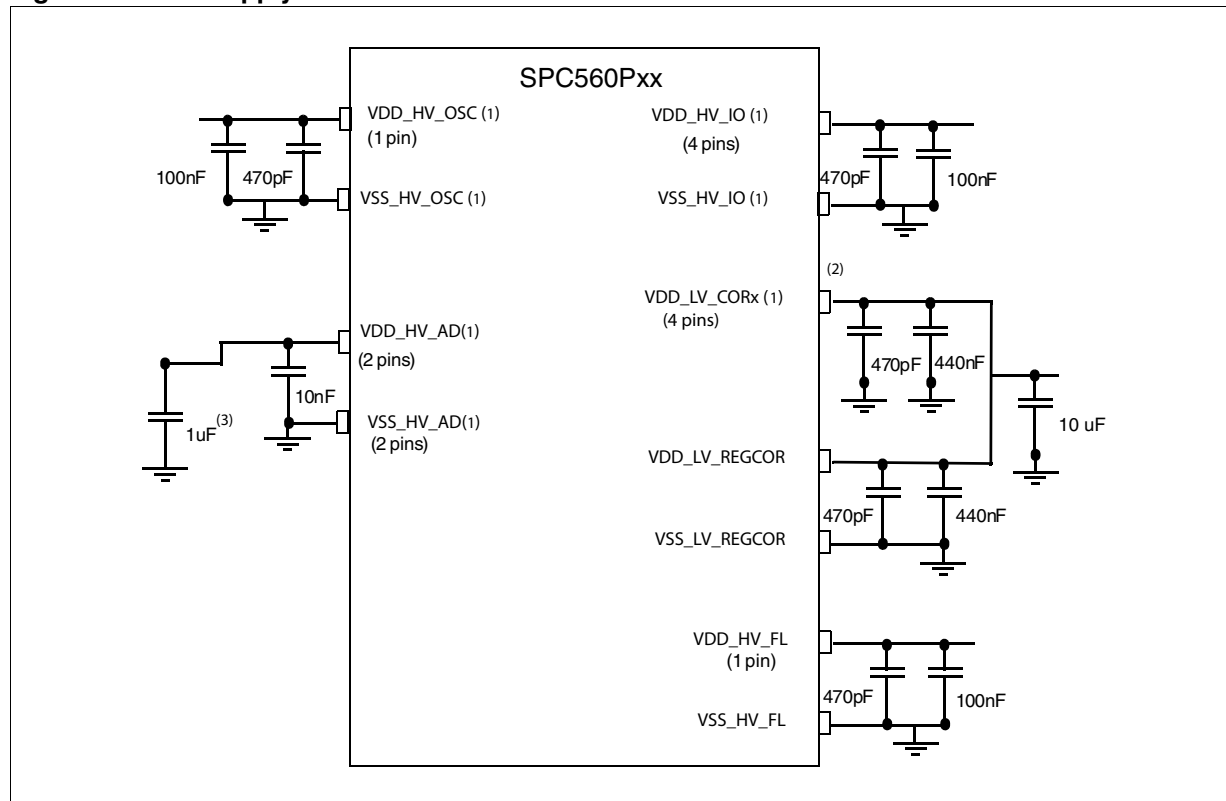 SPC560Pxx
VDD_HV_OSC (1)
(1 pin)
100nF
470pF
VSS_HV_OSC (1)
VDD_HV_IO (1)
(4 pins)
470pF
100nF
VSS_HV_IO (1)
(2)
VDD_LV_CORx (1)
(4 pins)
470pF
440nF
10 uF
VDD_HV_AD(1)
(2 pins)
10nF
1uF(3)
VSS_HV_AD(1)
(2 pins)
VDD_LV_REGCOR
470pF
440nF
VSS_LV_REGCOR
VDD_HV_FL
(1 pin)
470pF
100nF
VSS_HV_FL